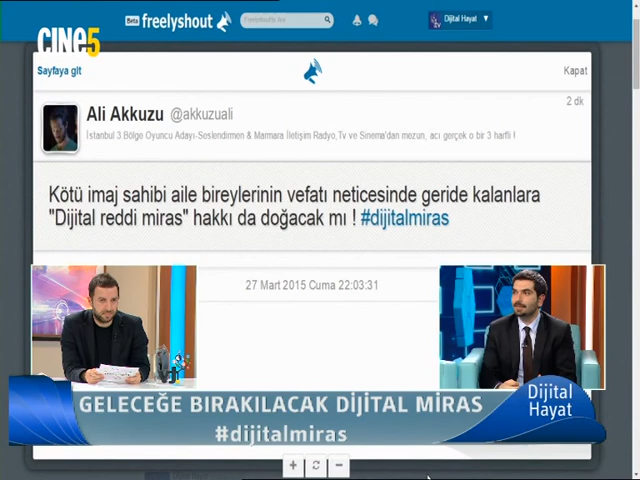 Beta freelyshout
Dijital Hayat
CINE5
Sayfaya git
Kapat
2 dk
Ali Akkuzu @akkuzuali
İstanbul 3.Bölge Oyuncu Adayı-Seslendirmen & Marmara İletişim Radyo,Tv ve Sinema'dan mezun, acı gerçek o bir 3 harfli !
Kötü imaj sahibi aile bireylerinin vefatı neticesinde geride kalanlara
"Dijital reddi miras" hakkı da doğacak mı ! #dijitalmiras
27 Mart 2015 Cuma 22:03:31
GELECEĞE BIRAKILACAK DİJİTAL MİRAS
#dijitalmiras
Dijital
Hayat